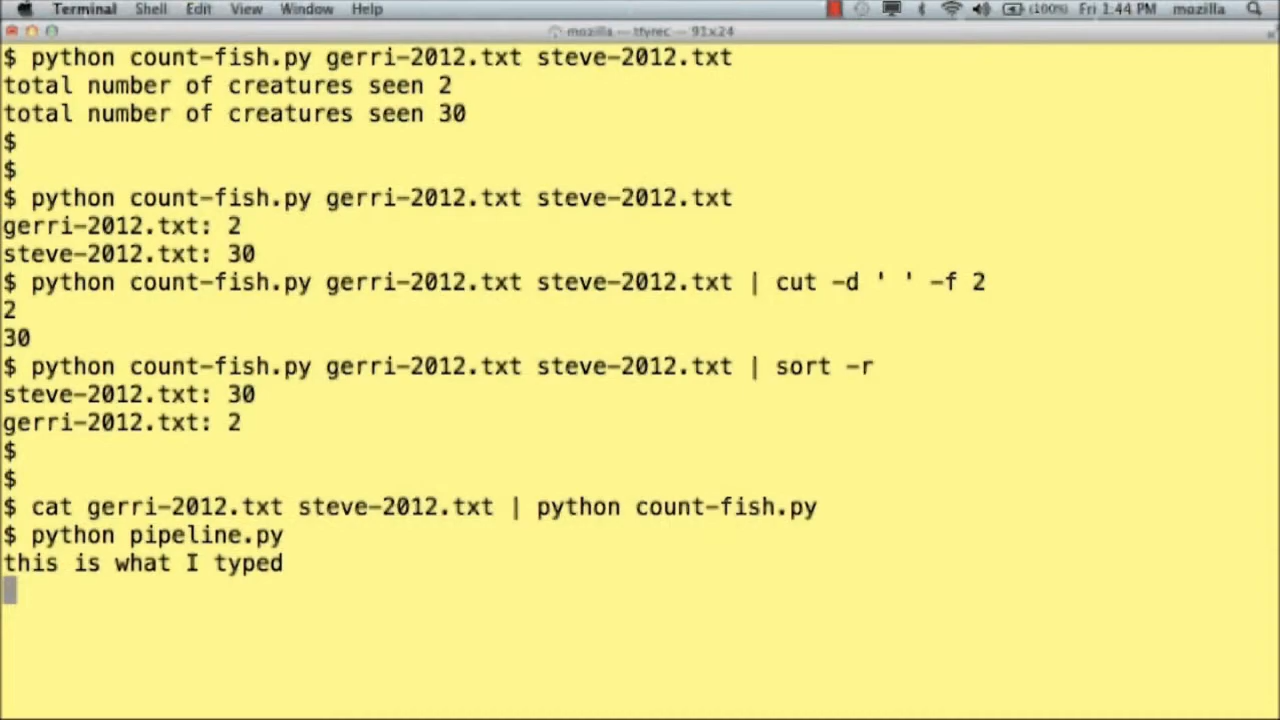 Terminal Shell Edit View Window Help (100%) Fri 1:44 PM mozilla
mozilla — ttyrec — 91×24
$ python count-fish.py gerri-2012.txt steve-2012.txt
total number of creatures seen 2
total number of creatures seen 30
$
$
$ python count-fish.py gerri-2012.txt steve-2012.txt
gerri-2012.txt: 2
steve-2012.txt: 30
$ python count-fish.py gerri-2012.txt steve-2012.txt | cut -d ' ' -f 2
2
30
$ python count-fish.py gerri-2012.txt steve-2012.txt | sort -r
steve-2012.txt: 30
gerri-2012.txt: 2
$
$
$ cat gerri-2012.txt steve-2012.txt | python count-fish.py
$ python pipeline.py
this is what I typed